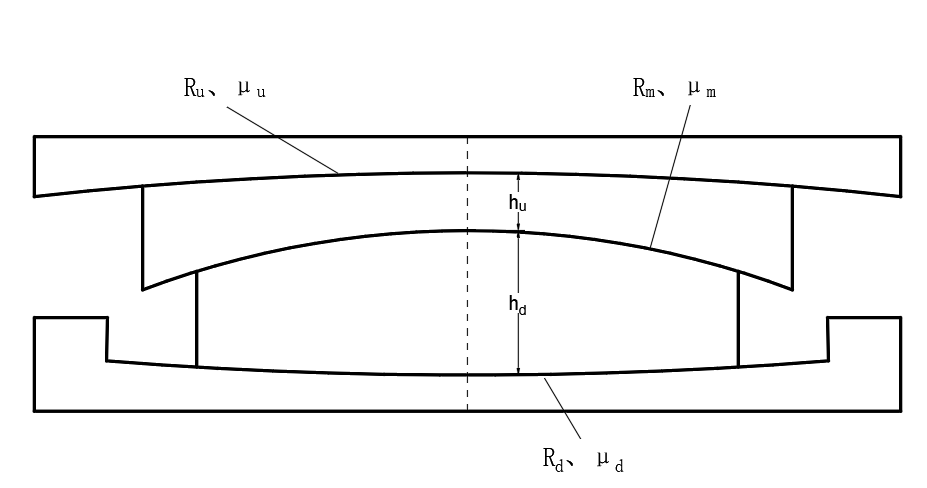 Ru、μu
Rm、μm
hu
hd
Rd、μd